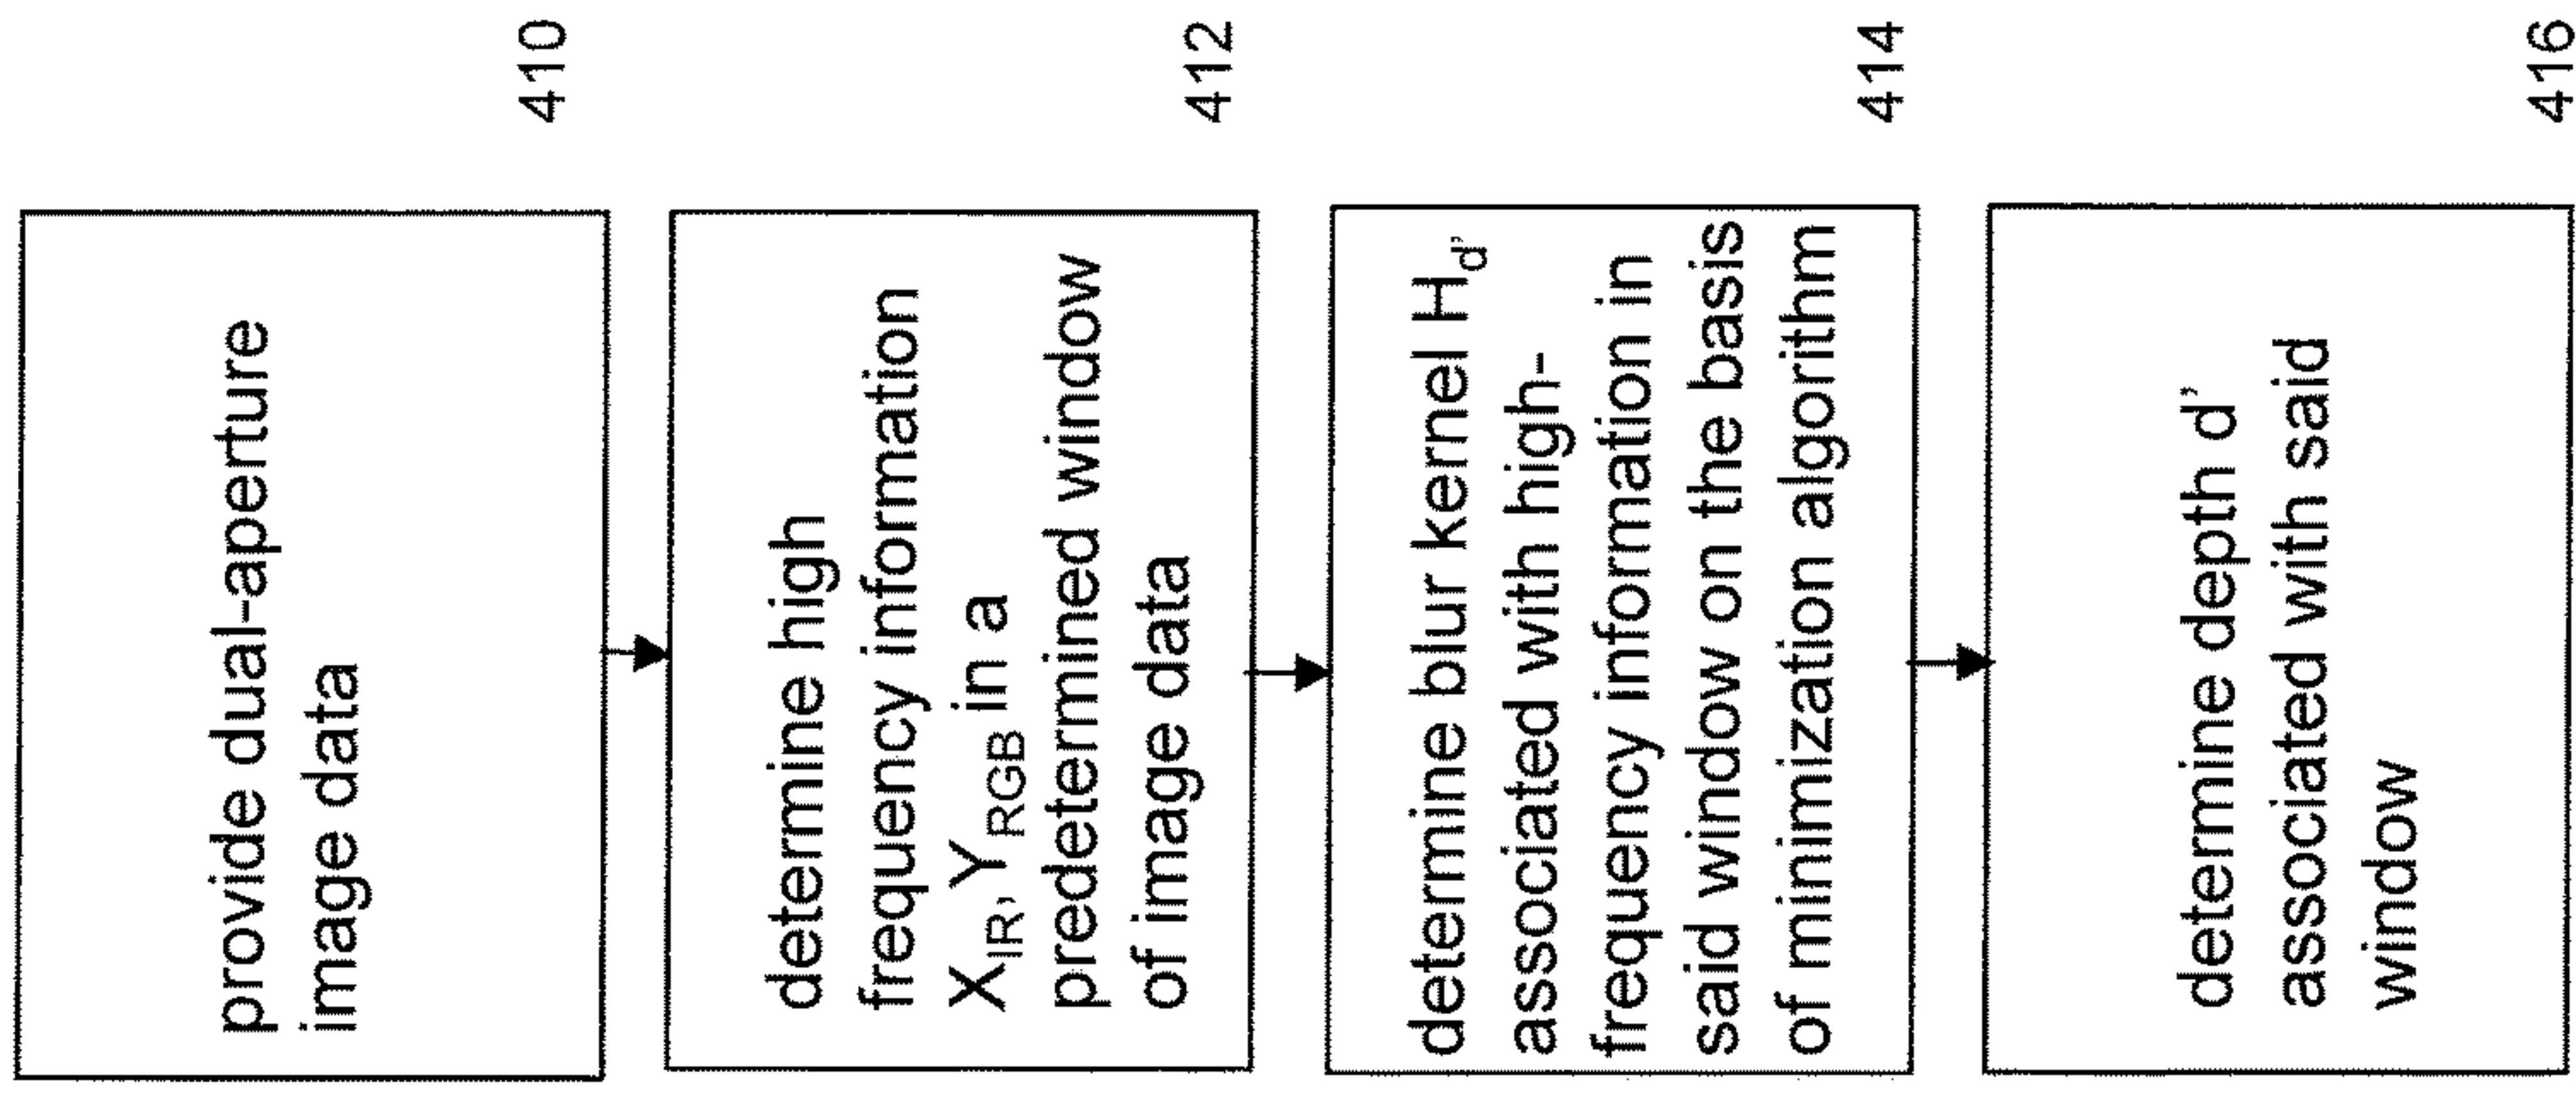 provide dual-aperture
image data
410
determine high
frequency information
X_IR, Y_RGB in a
predetermined window
of image data
412
determine blur kernel H_d'
associated with high-
frequency information in
said window on the basis
of minimization algorithm
414
determine depth d'
associated with said
window
416